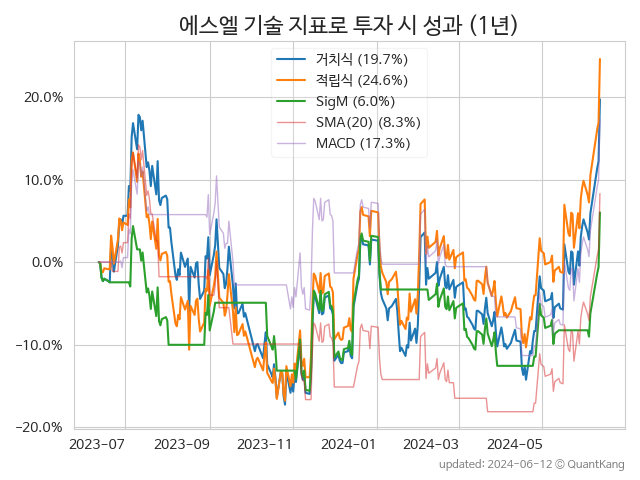 에스엘 기술 지표로 투자 시 성과 (1년)
거치식 (19.7%)
적립식 (24.6%)
SigM (6.0%)
SMA(20) (8.3%)
MACD (17.3%)
20.0%
10.0%
0.0%
−10.0%
−20.0%
2023-07 2023-09 2023-11 2024-01 2024-03 2024-05
updated: 2024-06-12 © QuantKang